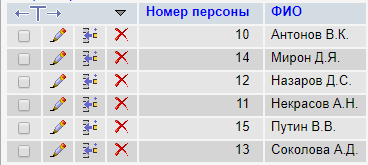 Номер персоны ФИО
10 Антонов В.К.
14 Мирон Д.Я.
12 Назаров Д.С.
11 Некрасов А.Н.
15 Путин В.В.
13 Соколова А.Д.